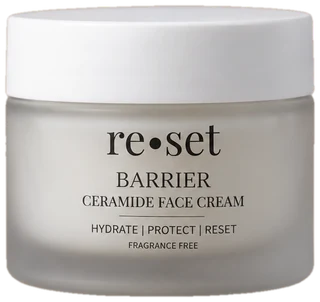 re•set
BARRIER
CERAMIDE FACE CREAM
HYDRATE | PROTECT | RESET
FRAGRANCE FREE